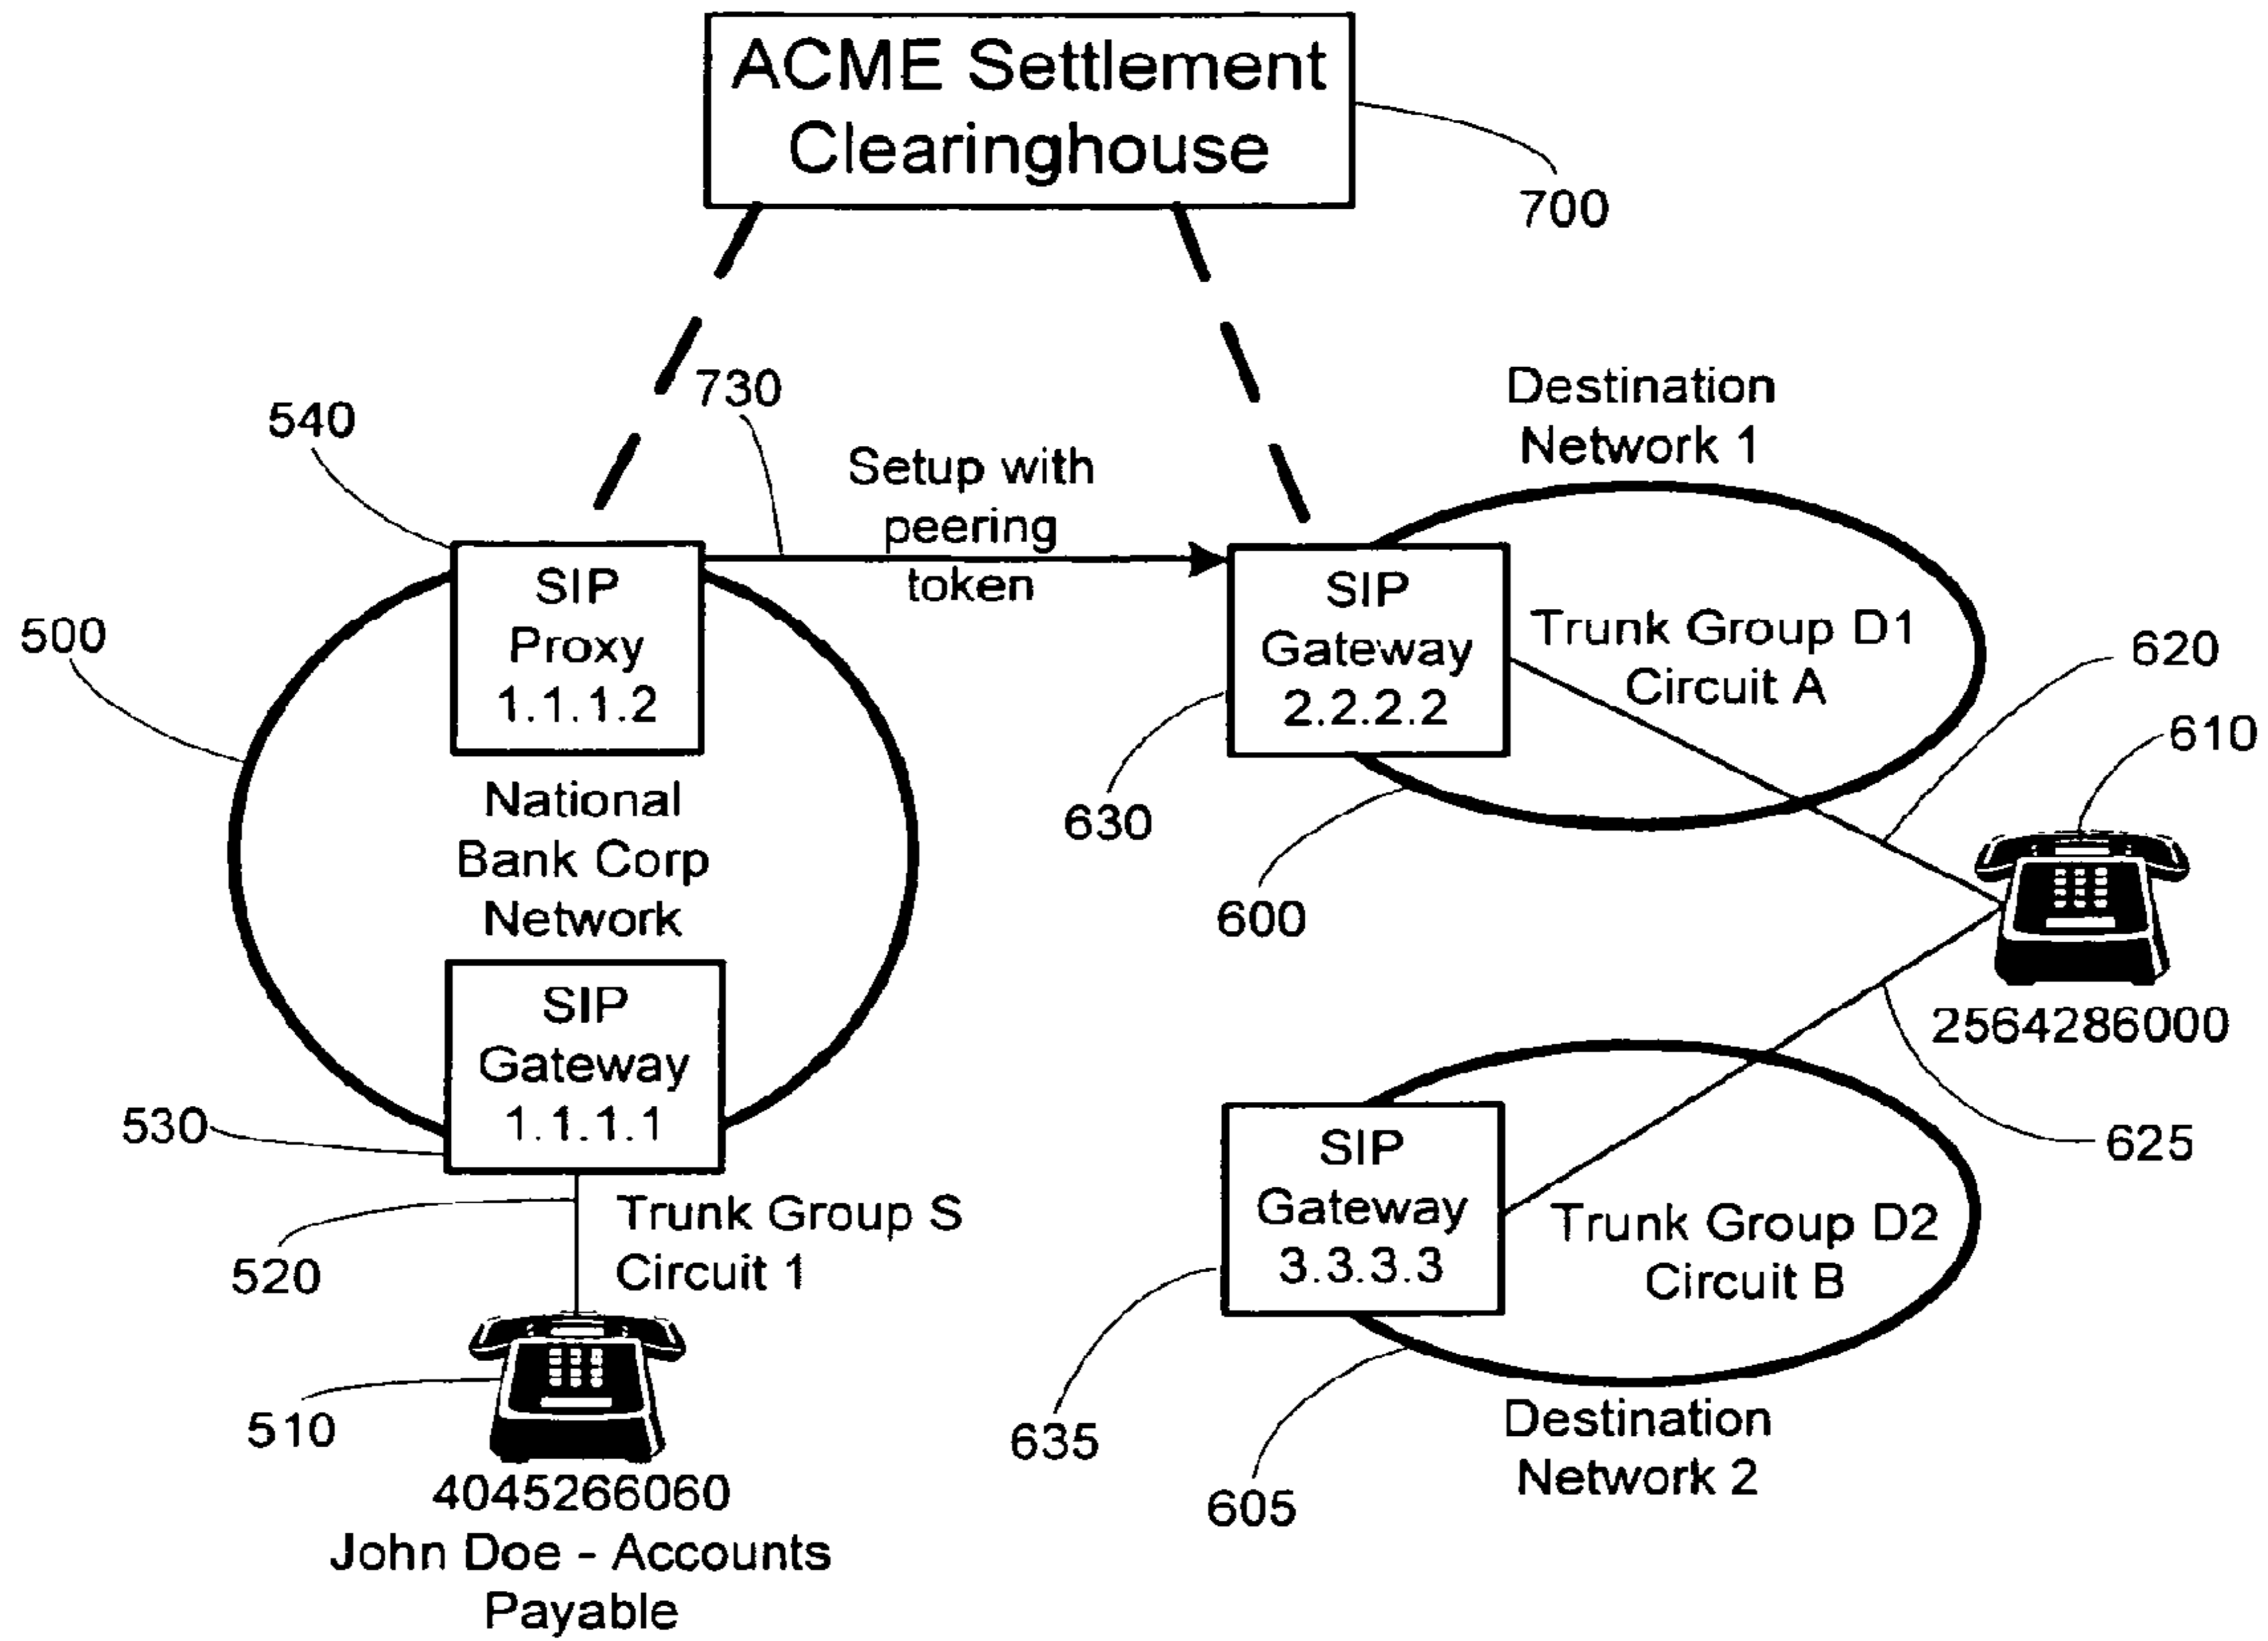 ACME Settlement
Clearinghouse
700
730
540
Setup with
peering
token
Destination
Network 1
SIP
Proxy
1.1.1.2
SIP
Gateway
2.2.2.2
Trunk Group D1
Circuit A
500
620
610
630
600
National
Bank Corp
Network
2564286000
SIP
Gateway
1.1.1.1
530
625
SIP
Gateway
3.3.3.3
Trunk Group D2
Circuit B
Trunk Group S
Circuit 1
520
510
635
605
Destination
Network 2
4045266060
John Doe - Accounts
Payable